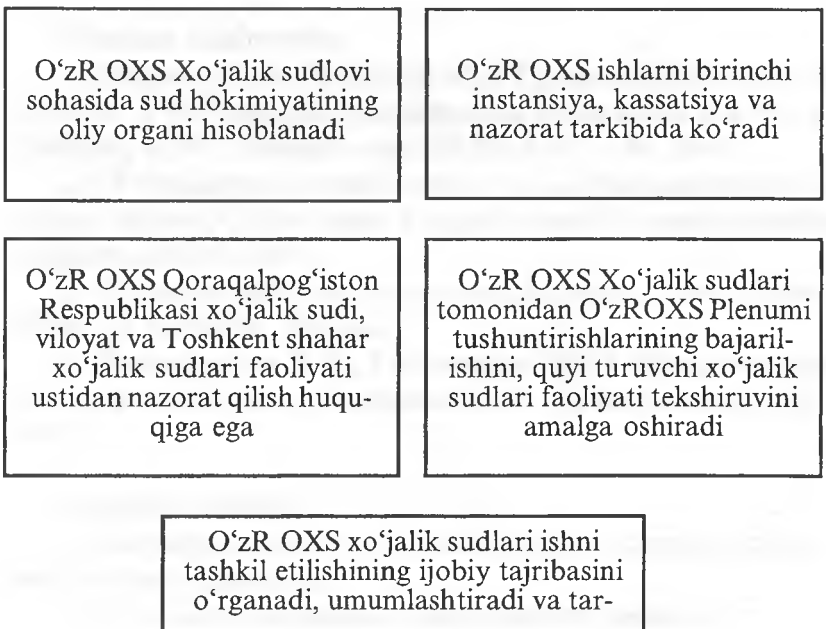 O‘zR OXS Xo‘jalik sudlovi
sohasida sud hokimiyatining
oliy organi hisoblanadi
O‘zR OXS ishlarni birinchi
instansiya, kassatsiya va
nazorat tarkibida ko‘radi
O‘zR OXS Qoraqalpog‘iston
Respublikasi xo‘jalik sudi,
viloyat va Toshkent shahar
xo‘jalik sudlari faoliyati
ustidan nazorat qilish huqu-
qiga ega
O‘zR OXS Xo‘jalik sudlari
tomonidan O‘zROXS Plenumi
tushuntirishlarining bajaril-
ishini, quyi turuvchi xo‘jalik
sudlari faoliyati tekshiruvini
amalga oshiradi
O‘zR OXS xo‘jalik sudlari ishni
tashkil etilishining ijobiy tajribasini
o‘rganadi, umumlashtiradi va tar-